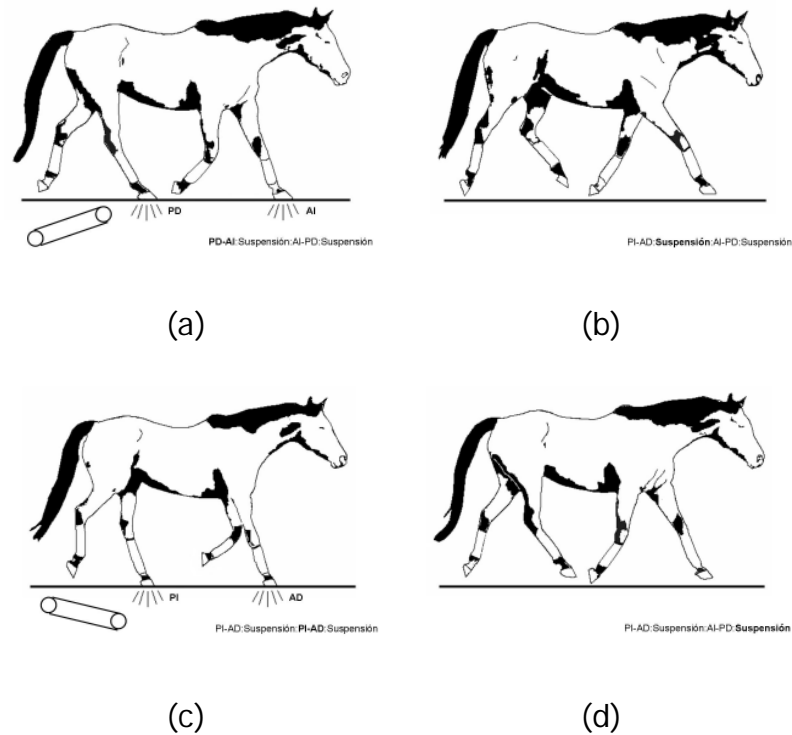 PD AI
PD-AI:Suspensión:AI-PD:Suspensión
PI-AD:Suspensión:AI-PD:Suspensión
(a) (b)
PI AD
PI-AD:Suspensión:PI-AD:Suspensión
PI-AD:Suspensión:AI-PD:Suspensión
(c) (d)